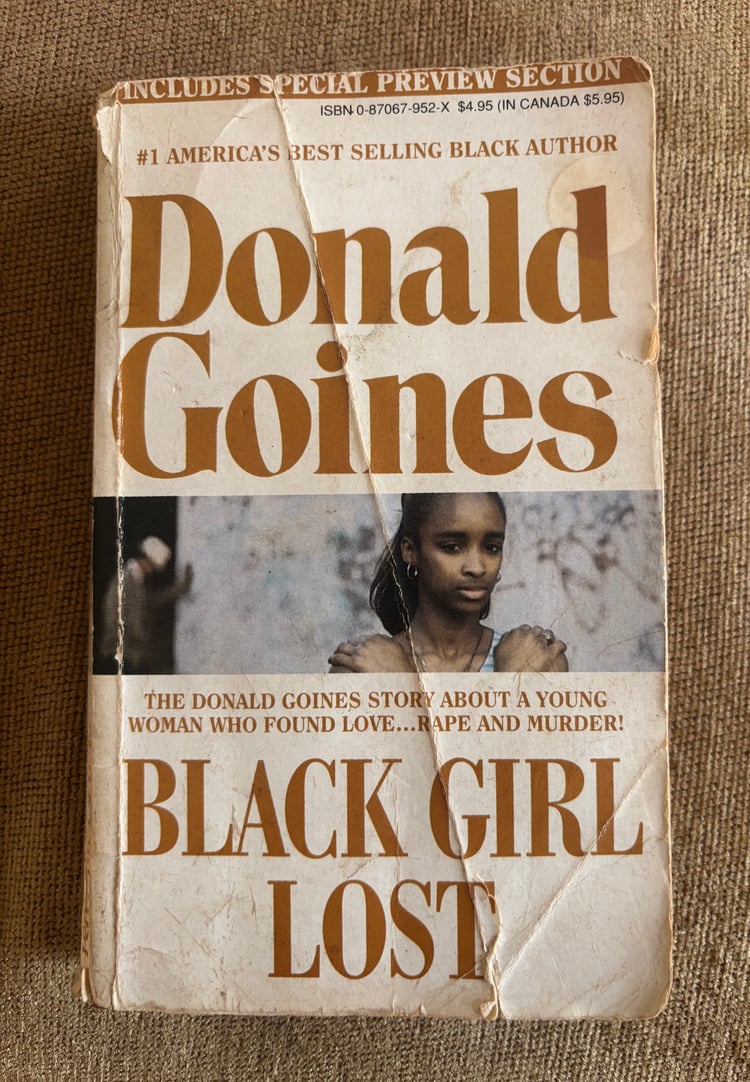 INCLUDES SPECIAL PREVIEW SECTION
ISBN 0-87067-952-X $4.95 (IN CANADA $5.95)
#1 AMERICA'S BEST SELLING BLACK AUTHOR
Donald
Goines
THE DONALD GOINES STORY ABOUT A YOUNG
WOMAN WHO FOUND LOVE...RAPE AND MURDER!
BLACK GIRL
LOST